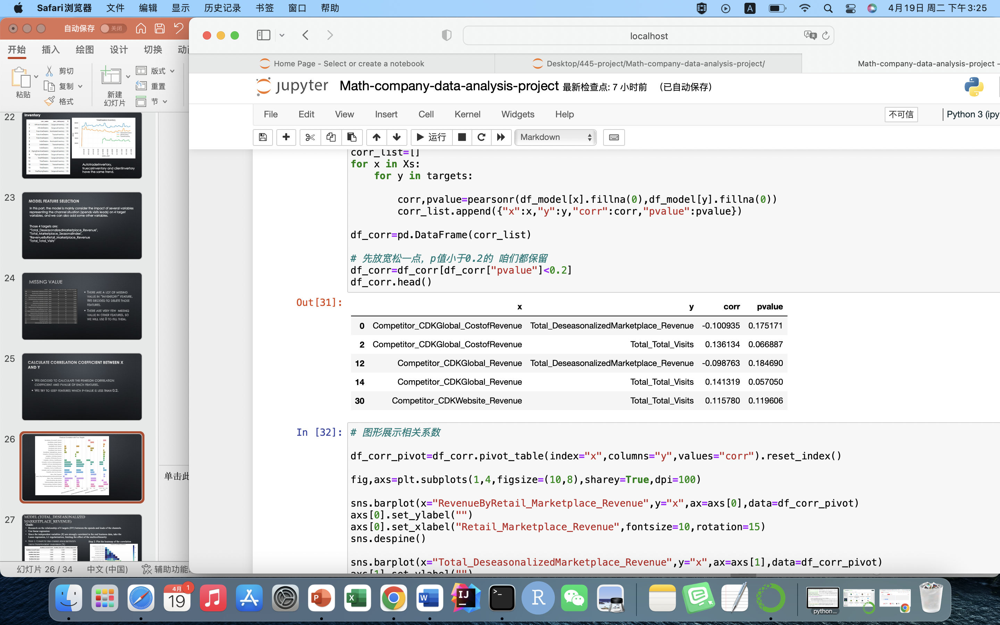 Safari浏览器 文件 编辑 显示 历史记录 书签 窗口 帮助 A 4月19日 周二 下午3:25
自动保存 关闭
开始 插入 绘图 设计 切换
粘贴 剪切 复制 格式 新建 幻灯片 版式 重置 节
22
Inventory
TotalDealers Inventory
Autotraderinventory,
truecarinventory and clientinventory
have the same trend.
23
MODEL FEATURE SELECTION
In this part, the model is mainly consider the impact of several variables
representing the channel situation (spends visits leads) on 4 target
variables, and we can also add some other variables.
Those 4 targets are:
"Total_DeseasonalizedMarketplace_Revenue",
"Total_Marketplace_SeasonalIndex",
"RevenueByRetail_Marketplace_Revenue
"Total_Total_Visits"
24
MISSING VALUE
• THERE ARE A LOT OF MISSING
VALUE IN "INVENTORY" FEATURE.
WE DECIDED TO DELETE THOSE
FEATURES.
• THERE ARE VERY FEW MISSING
VALUE IN OTHER FEATURES, SO
WE WILL USE 0 TO FILL THEM.
25
CALCULATE CORRELATION COEFFICIENT BETWEEN X
AND Y
• WE DECIDED TO CALCULATE THE PEARSON CORRELATION
COEFFICIENT AND PVALUE OF EACH FEATURES.
• WE TRY TO KEEP FEATURES WHICH P-VALUE IS LESS THAN 0.2.
26
Features Correlation with Four Targets
27
MODEL (TOTAL_DESEASONALIZED
MARKETPLACE_REVENUE)
Goals:
• Research on the relationship of 4 targets (DV) between the spends and leads of the channels.
• Use linear regression
• Since the independent variables (X) are strongly correlated in the real business data, take the
Lasso regression, L1 regularization, limiting the effect of the multicollinearity
• STEP 1: COMPUTE THE CORRELATION BETWEEN
THESE INDEPENDENT VARIABLES (X)
Step 2: Plot the heatmap of the correlation
单击此
幻灯片 26 / 34 中文 (中国) 辅助功能
localhost
Home Page - Select or create a notebook
Desktop/445-project/Math-company-data-analysis-project/
Math-company-data-analysis-project -
jupyter Math-company-data-analysis-project 最新检查点: 7 小时前 (已自动保存)
File Edit View Insert Cell Kernel Widgets Help 不可信 Python 3 (ipy
运行 Markdown
corr_list=[]
for x in Xs:
for y in targets:
corr,pvalue=pearsonr(df_model[x].fillna(0),df_model[y].fillna(0))
corr_list.append({"x":x,"y":y,"corr":corr,"pvalue":pvalue})
df_corr=pd.DataFrame(corr_list)
# 先放宽松一点, p值小于0.2的 咱们都保留
df_corr=df_corr[df_corr["pvalue"]<0.2]
df_corr.head()
Out[31]:
x y corr pvalue
0 Competitor_CDKGlobal_CostofRevenue Total_DeseasonalizedMarketplace_Revenue -0.100935 0.175171
2 Competitor_CDKGlobal_CostofRevenue Total_Total_Visits 0.136134 0.066887
12 Competitor_CDKGlobal_Revenue Total_DeseasonalizedMarketplace_Revenue -0.098763 0.184690
14 Competitor_CDKGlobal_Revenue Total_Total_Visits 0.141319 0.057050
30 Competitor_CDKWebsite_Revenue Total_Total_Visits 0.115780 0.119606
In [32]: # 图形展示相关系数
df_corr_pivot=df_corr.pivot_table(index="x",columns="y",values="corr").reset_index()
fig,axs=plt.subplots(1,4,figsize=(10,8),sharey=True,dpi=100)
sns.barplot(x="RevenueByRetail_Marketplace_Revenue",y="x",ax=axs[0],data=df_corr_pivot)
axs[0].set_ylabel("")
axs[0].set_xlabel("Retail_Marketplace_Revenue",fontsize=10,rotation=15)
sns.despine()
sns.barplot(x="Total_DeseasonalizedMarketplace_Revenue",y="x",ax=axs[1],data=df_corr_pivot)
axs[1].set_ylabel("")
4月 19 1
P X W IJ >_ R
python ...